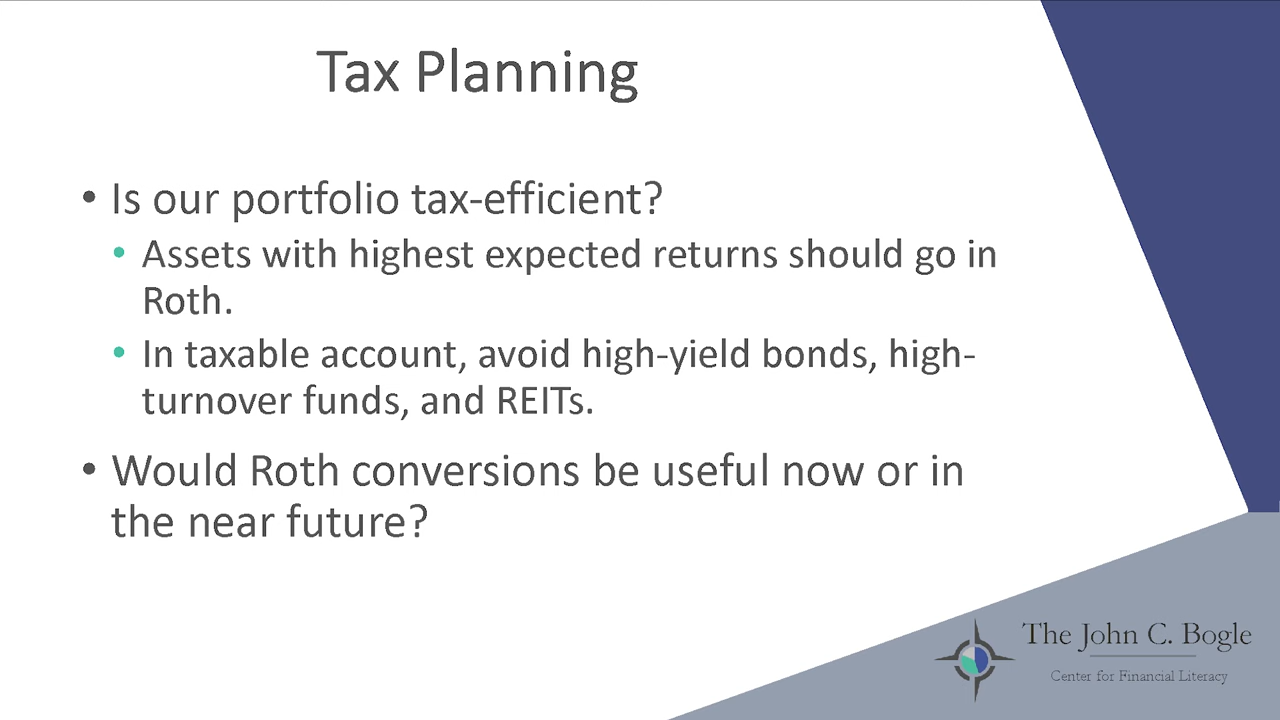 Tax Planning
• Is our portfolio tax-efficient?
• Assets with highest expected returns should go in
Roth.
• In taxable account, avoid high-yield bonds, high-
turnover funds, and REITs.
• Would Roth conversions be useful now or in
the near future?
The John C. Bogle
Center for Financial Literacy